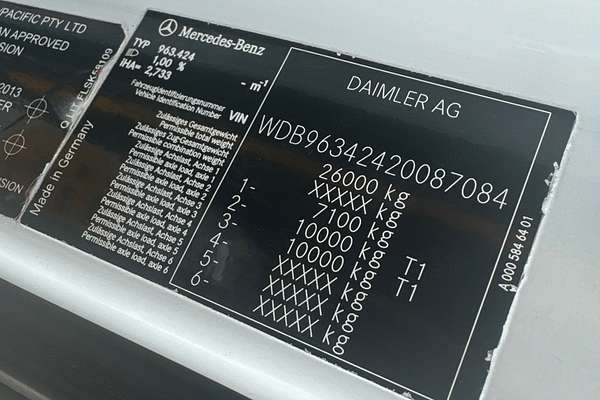 PACIFIC PTY LTD
AN APPROVED
SION
2013
ER
SION
Made in Germany
Mercedes-Benz
TYP 963.424
1,00 %
IHA= 2,733 - m⁻¹
Fahrzeugidentifizierungsnummer
Vehicle Identification Number VIN
Zulässiges Gesamtgewicht
Permissible total weight
Zulässiges Zug-Gesamtgewicht
Permissible combination weight
Zulässige Achslast, Achse 1
Permissible axle load, axle 1
Zulässige Achslast, Achse 2
Permissible axle load, axle 2
Zulässige Achslast, Achse 3
Permissible axle load, axle 3
Zulässige Achslast, Achse 4
Permissible axle load, axle 4
Zulässige Achslast, Achse 5
Permissible axle load, axle 5
Zulässige Achslast, Achse 6
Permissible axle load, axle 6
DAIMLER AG
WDB96342420087084
26000 kg
XXXXX kg
1- 7100 kg
2- 10000 kg T1
3- 10000 kg T1
4- XXXXX kg
5- XXXXX kg
6- XXXXX kg
A 000 584 64 01